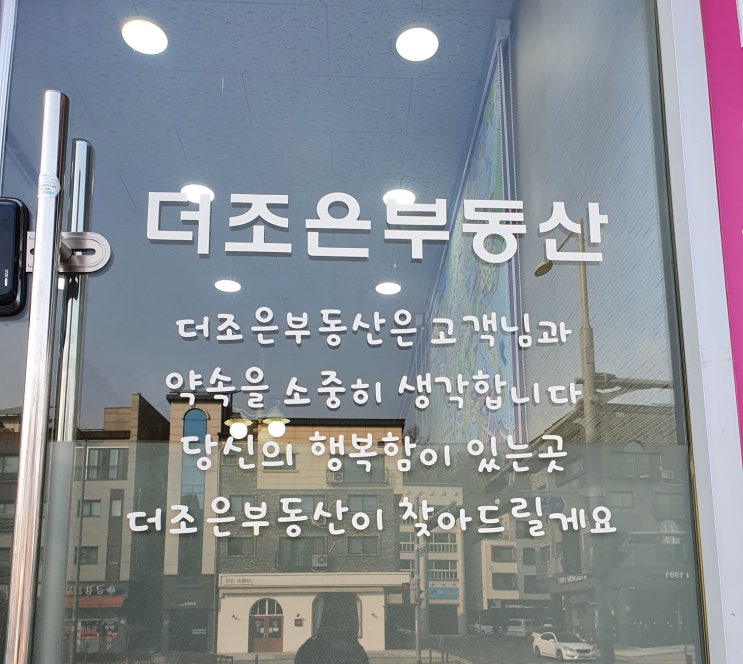 더조은부동산
더조은부동산은 고객님과
약속을 소중히 생각합니다
당신의 행복함이 있는곳
더조은부동산이 찾아드릴게요